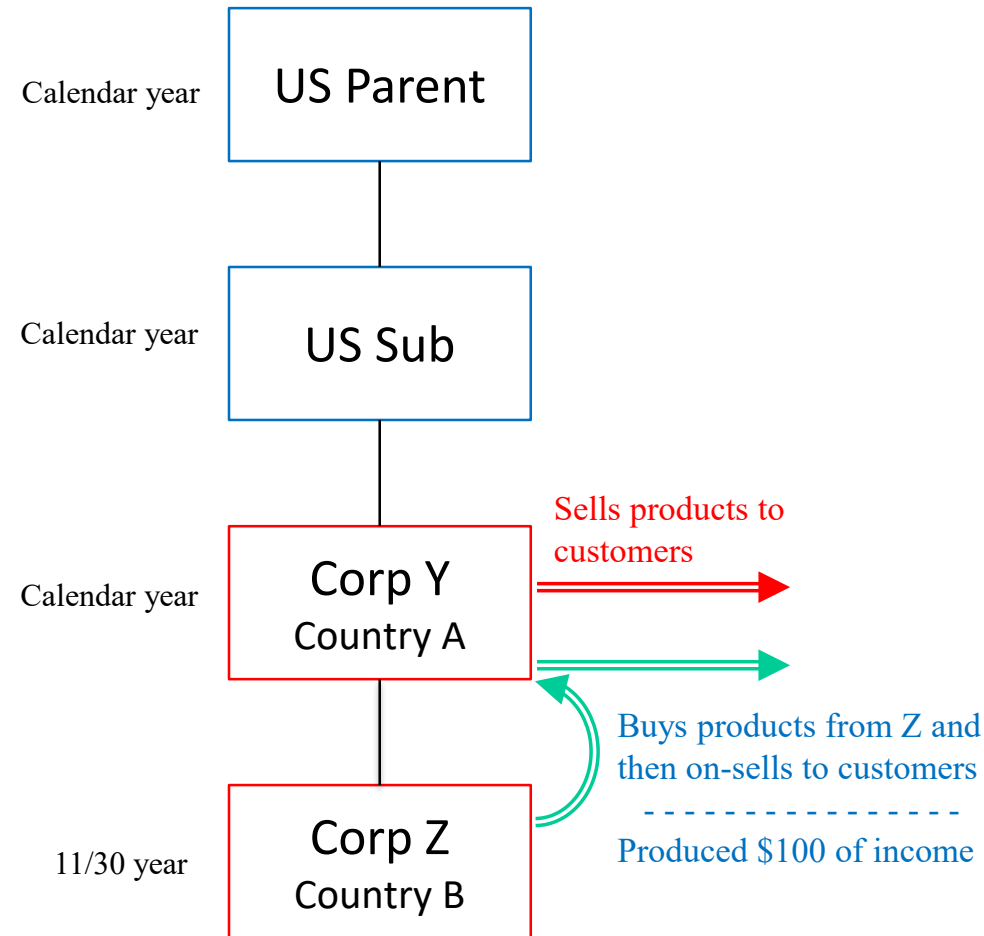 Calendar year
US Parent
Calendar year
US Sub
Sells products to
customers
Calendar year
Corp Y
Country A
Buys products from Z and
then on-sells to customers
- - - - - - - - - - - - - - - -
Produced $100 of income
11/30 year
Corp Z
Country B